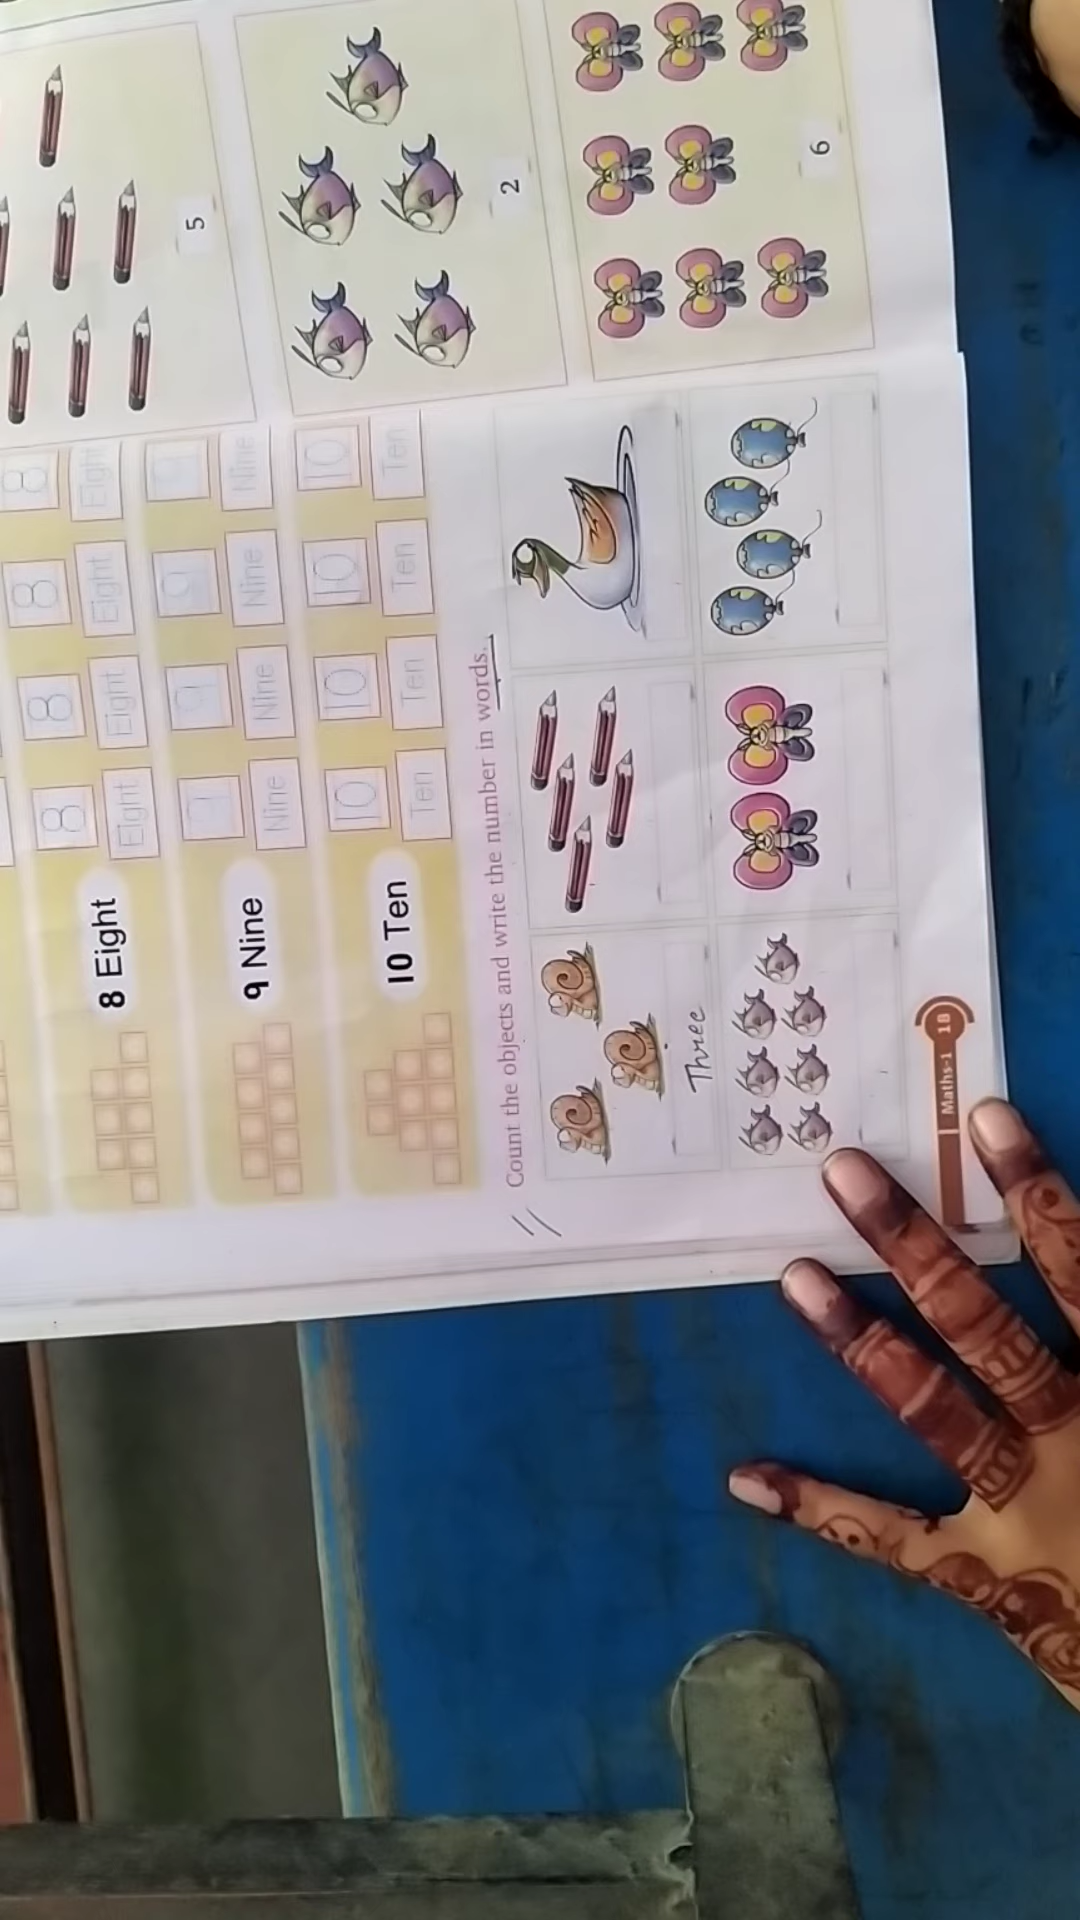 8 8 8 8
8 Eight
Eight Eight Eight Eight
9 9 9 9
9 Nine
Nine Nine Nine Nine
10 10 10 10
10 Ten
Ten Ten Ten Ten
Count the objects and write the number in words.
Three
Maths-1 18
5
2
6